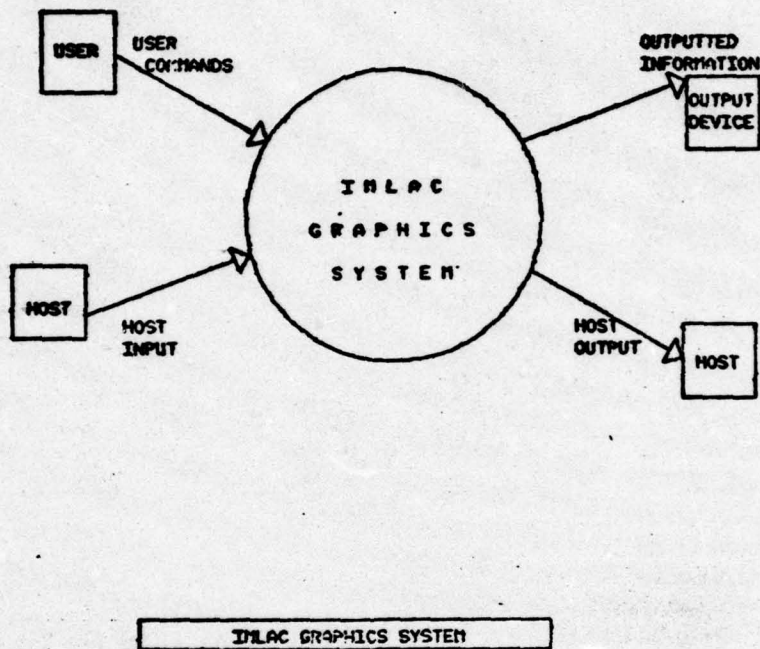 USER
USER
COMMANDS
OUTPUTTED
INFORMATION
OUTPUT
DEVICE
IMLAC
GRAPHICS
SYSTEM
HOST
HOST
INPUT
HOST
OUTPUT
HOST
IMLAC GRAPHICS SYSTEM